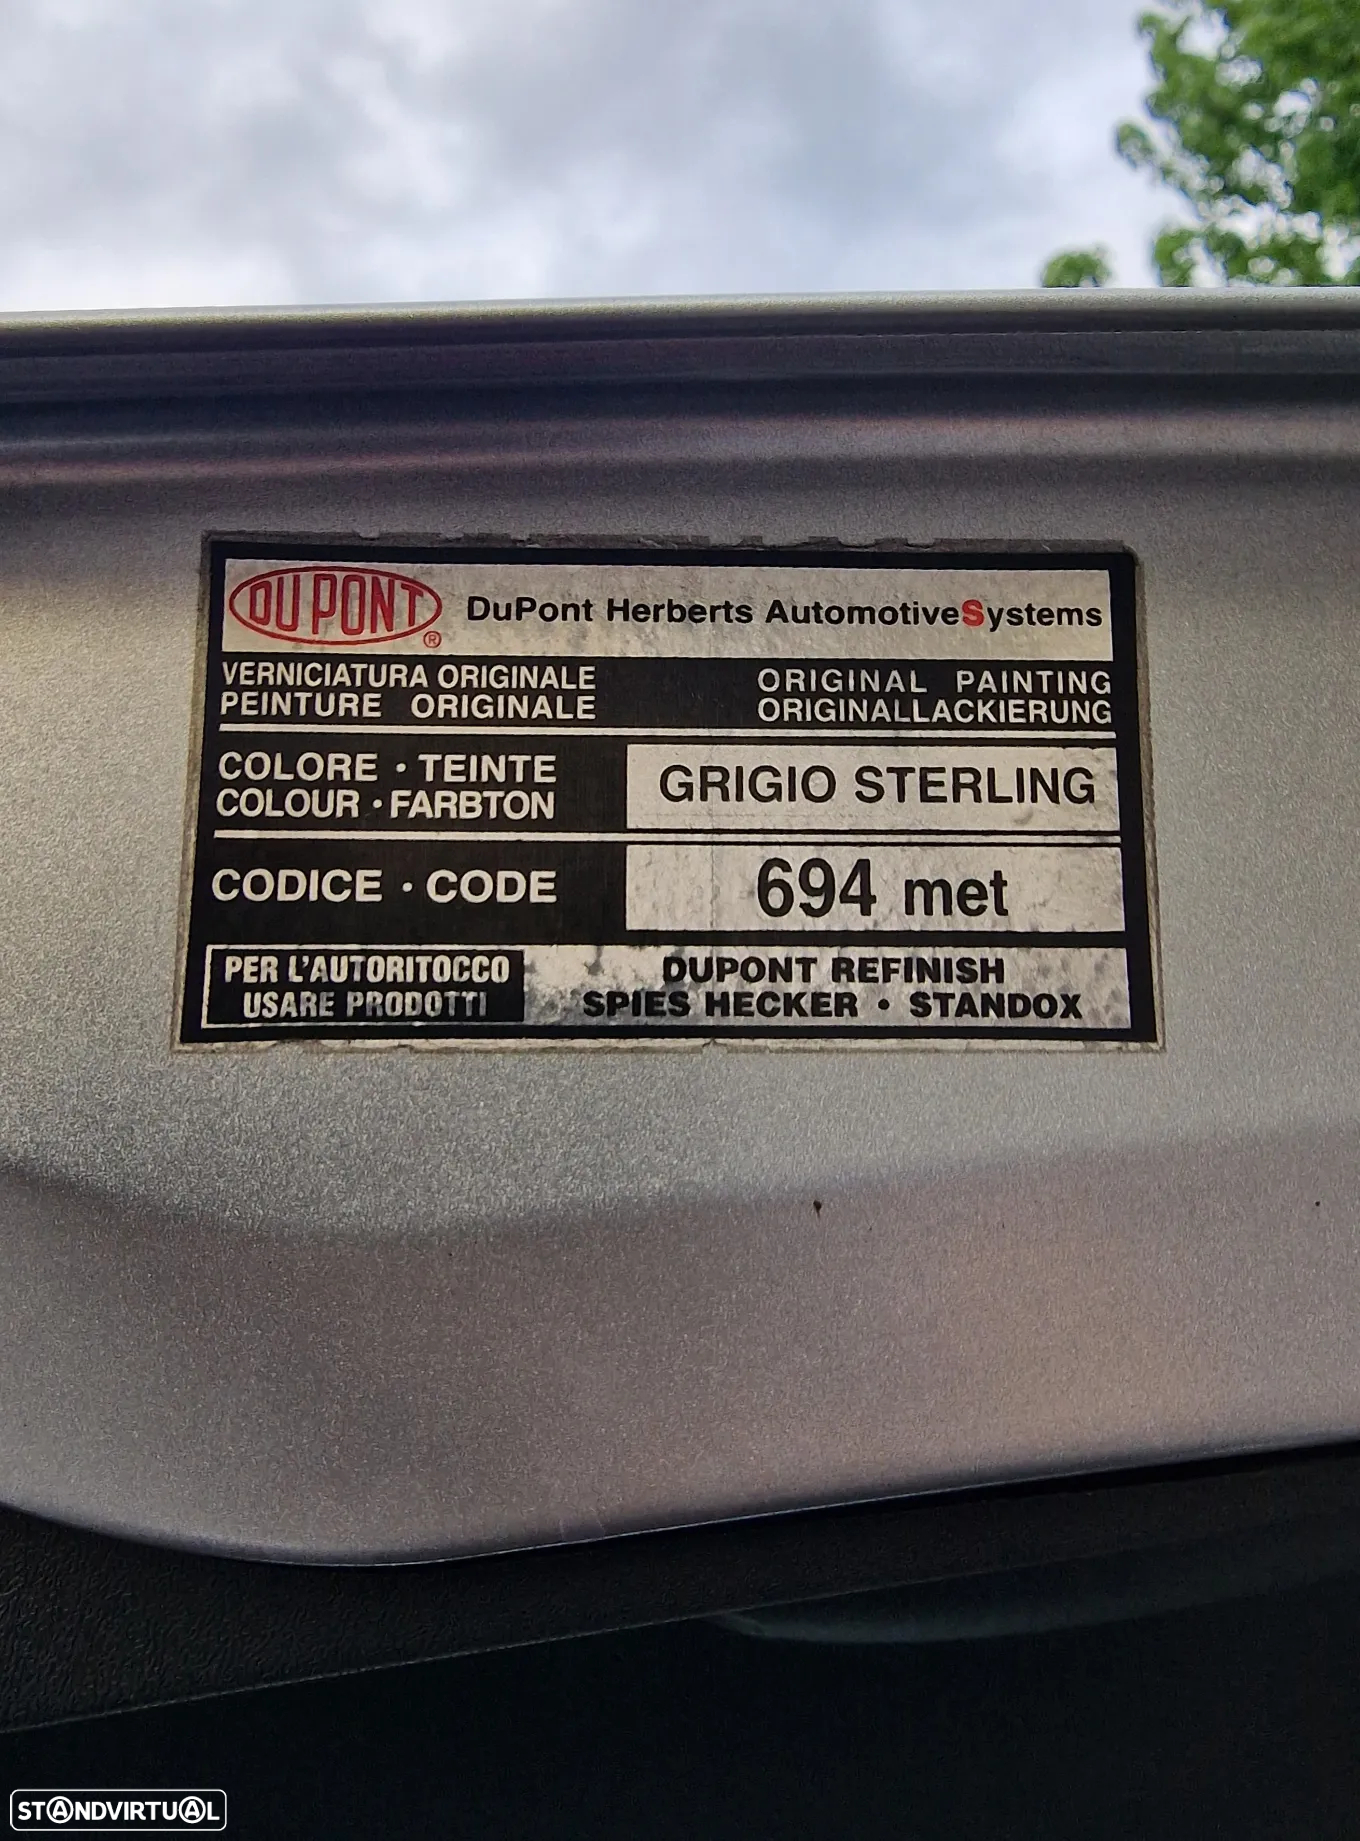 DU PONT ®
DuPont Herberts AutomotiveSystems
VERNICIATURA ORIGINALE
PEINTURE ORIGINALE
ORIGINAL PAINTING
ORIGINALLACKIERUNG
COLORE · TEINTE
COLOUR · FARBTON
GRIGIO STERLING
CODICE · CODE
694 met
PER L'AUTORITOCCO
USARE PRODOTTI
DUPONT REFINISH
SPIES HECKER · STANDOX
STANDVIRTUAL